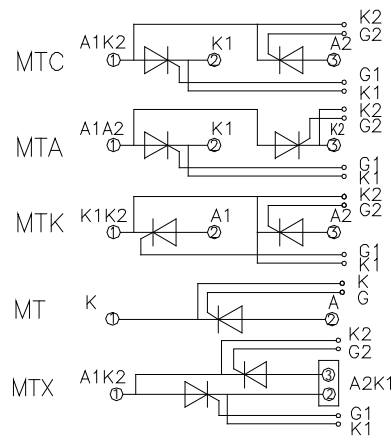 K2
G2
MTC A1K2 K1 A2
1 2 3
G1
K1
K2
G2
MTA A1A2 K1 K2
1 2 3
G1
K1
K2
G2
MTK K1K2 A1 A2
1 2 3
G1
K1
K
G
MT K A
1 2
K2
G2
MTX A1K2 3 A2K1
1 2
G1
K1